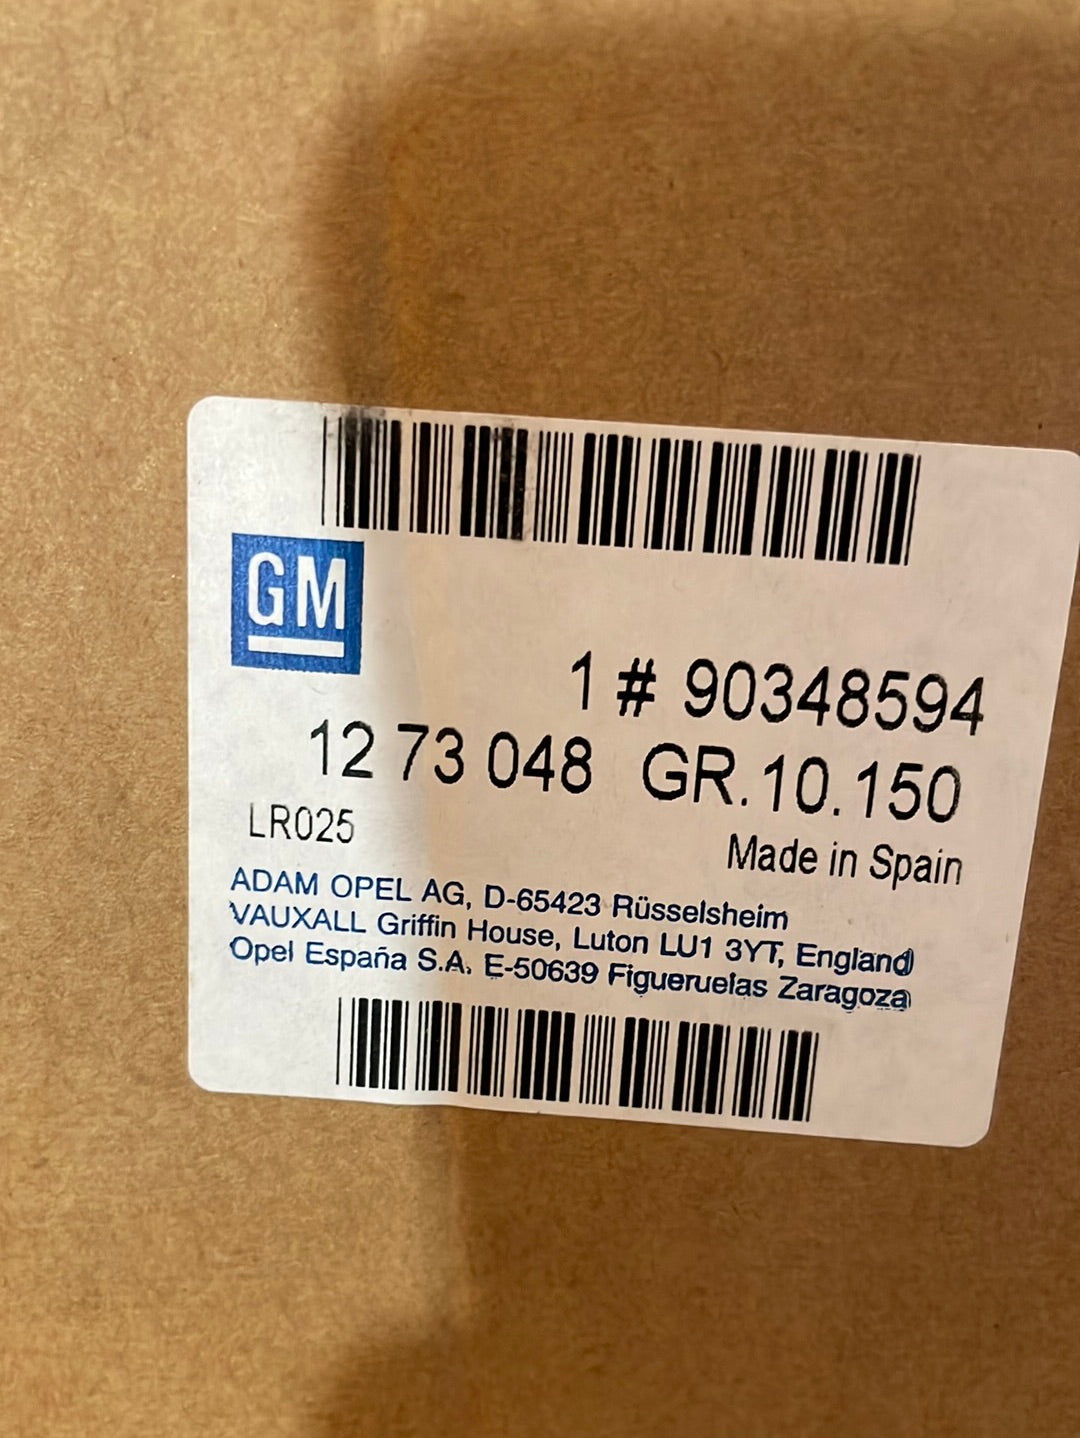 GM
1 # 90348594
12 73 048 GR.10.150
LR025
Made in Spain
ADAM OPEL AG, D-65423 Rüsselsheim
VAUXALL Griffin House, Luton LU1 3YT, England
Opel España S.A. E-50639 Figueruelas Zaragoza